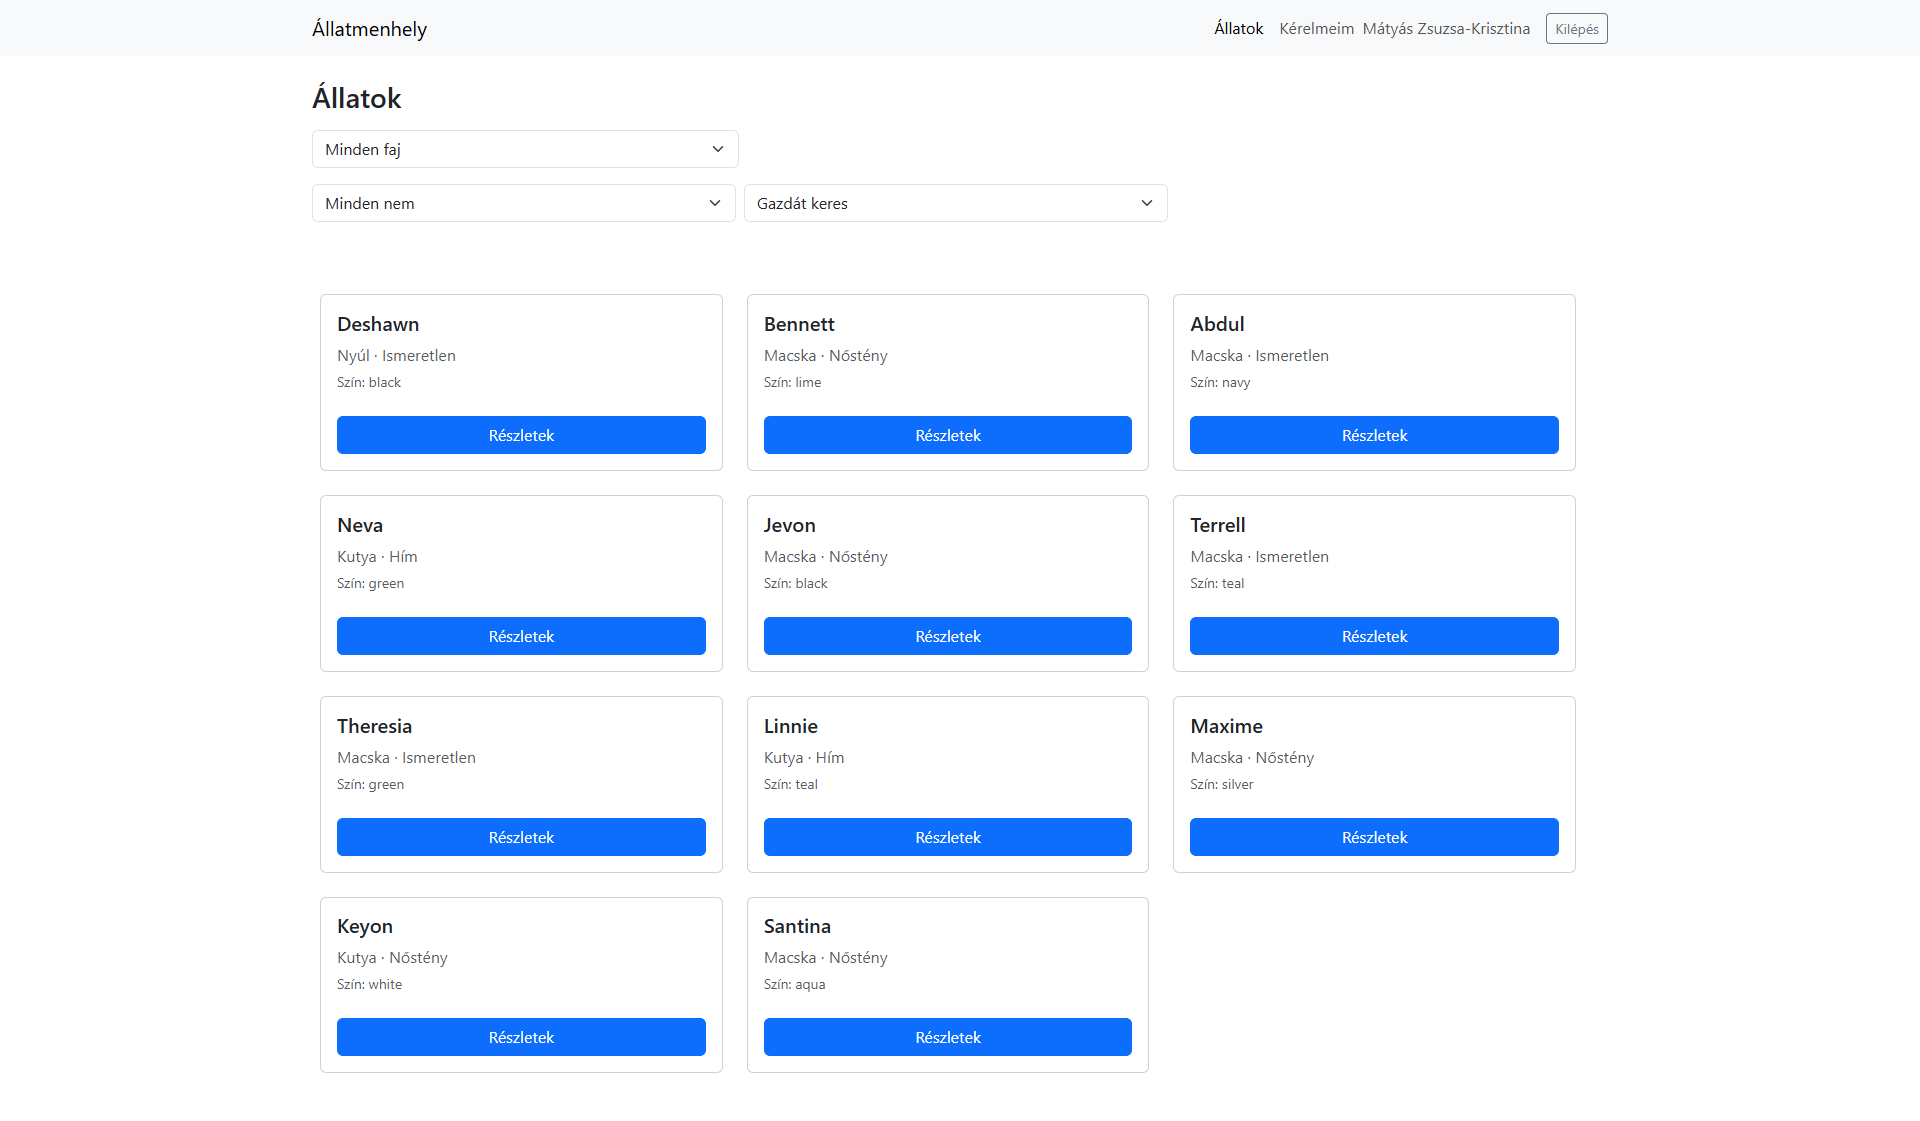 Állatmenhely
Állatok Kérelmeim Mátyás Zsuzsa-Krisztina Kilépés
Állatok
Minden faj
Minden nem Gazdát keres
Deshawn
Nyúl · Ismeretlen
Szín: black
Részletek
Bennett
Macska · Nőstény
Szín: lime
Részletek
Abdul
Macska · Ismeretlen
Szín: navy
Részletek
Neva
Kutya · Hím
Szín: green
Részletek
Jevon
Macska · Nőstény
Szín: black
Részletek
Terrell
Macska · Ismeretlen
Szín: teal
Részletek
Theresia
Macska · Ismeretlen
Szín: green
Részletek
Linnie
Kutya · Hím
Szín: teal
Részletek
Maxime
Macska · Nőstény
Szín: silver
Részletek
Keyon
Kutya · Nőstény
Szín: white
Részletek
Santina
Macska · Nőstény
Szín: aqua
Részletek